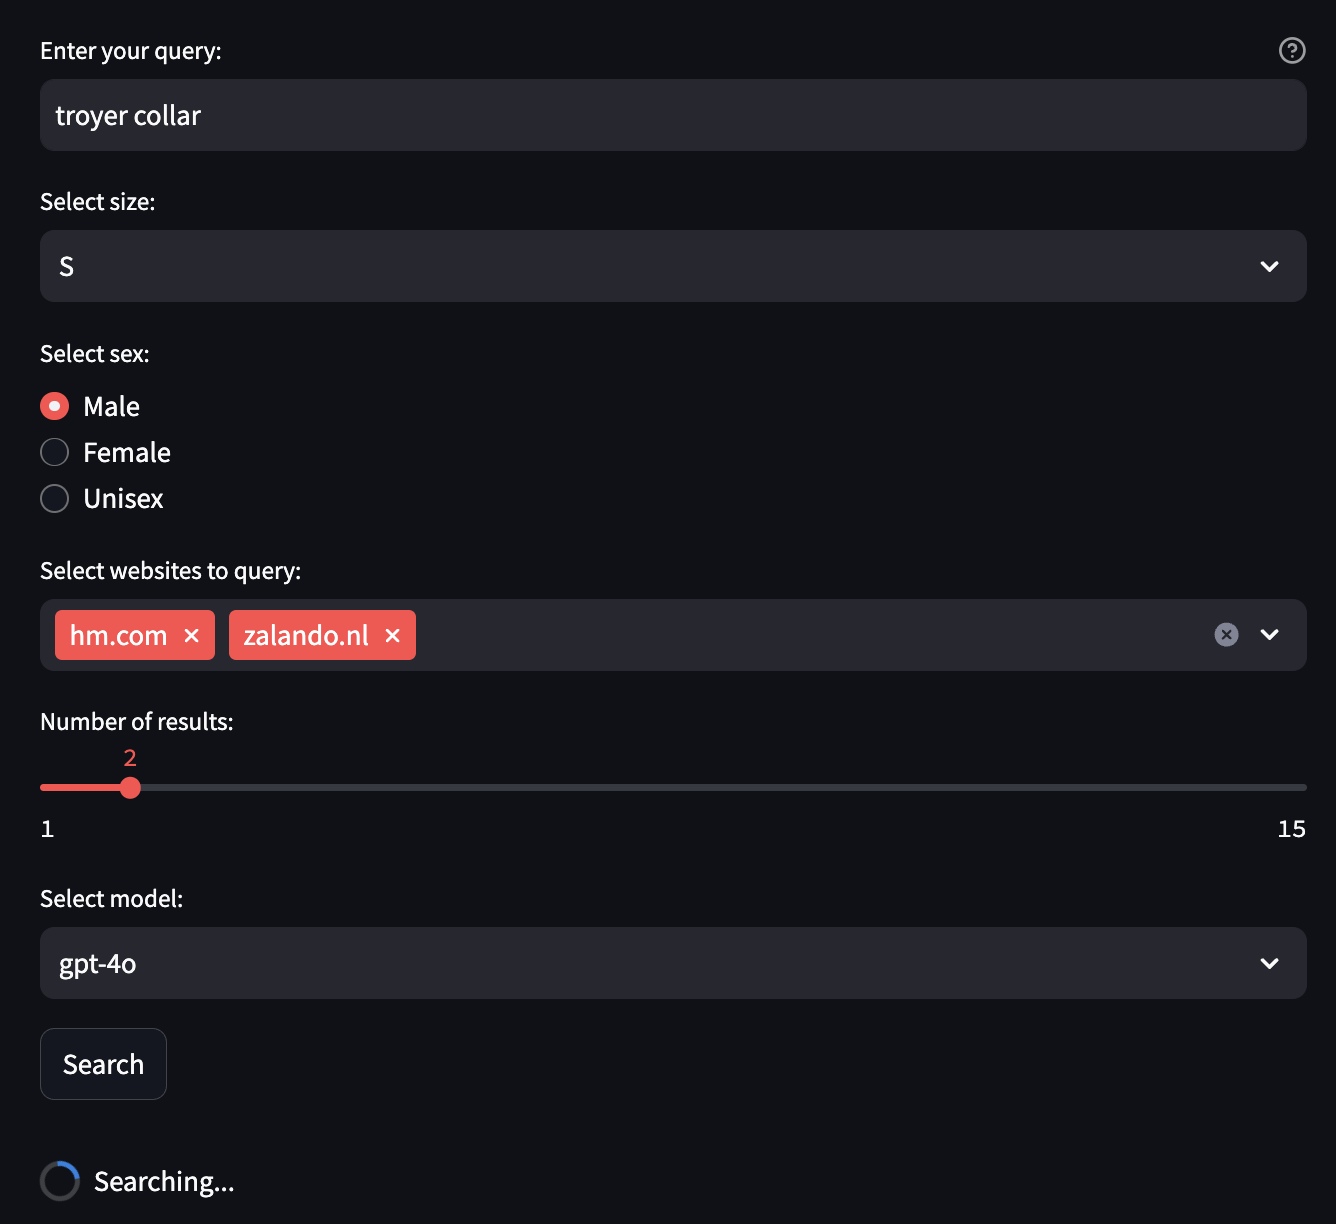 Enter your query:
troyer collar
Select size:
S
Select sex:
Male
Female
Unisex
Select websites to query:
hm.com × zalando.nl ×
Number of results:
2
1 15
Select model:
gpt-4o
Search
Searching...